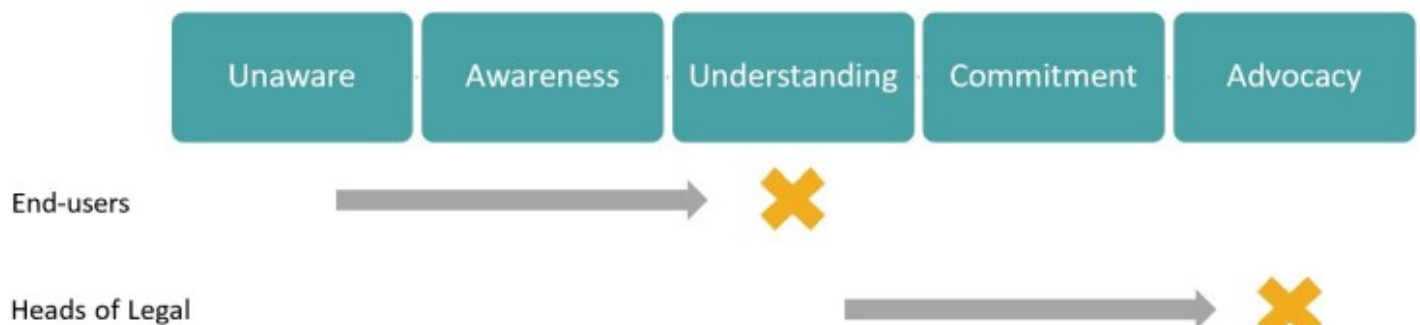 Unaware
Awareness
Understanding
Commitment
Advocacy
End-users
Heads of Legal